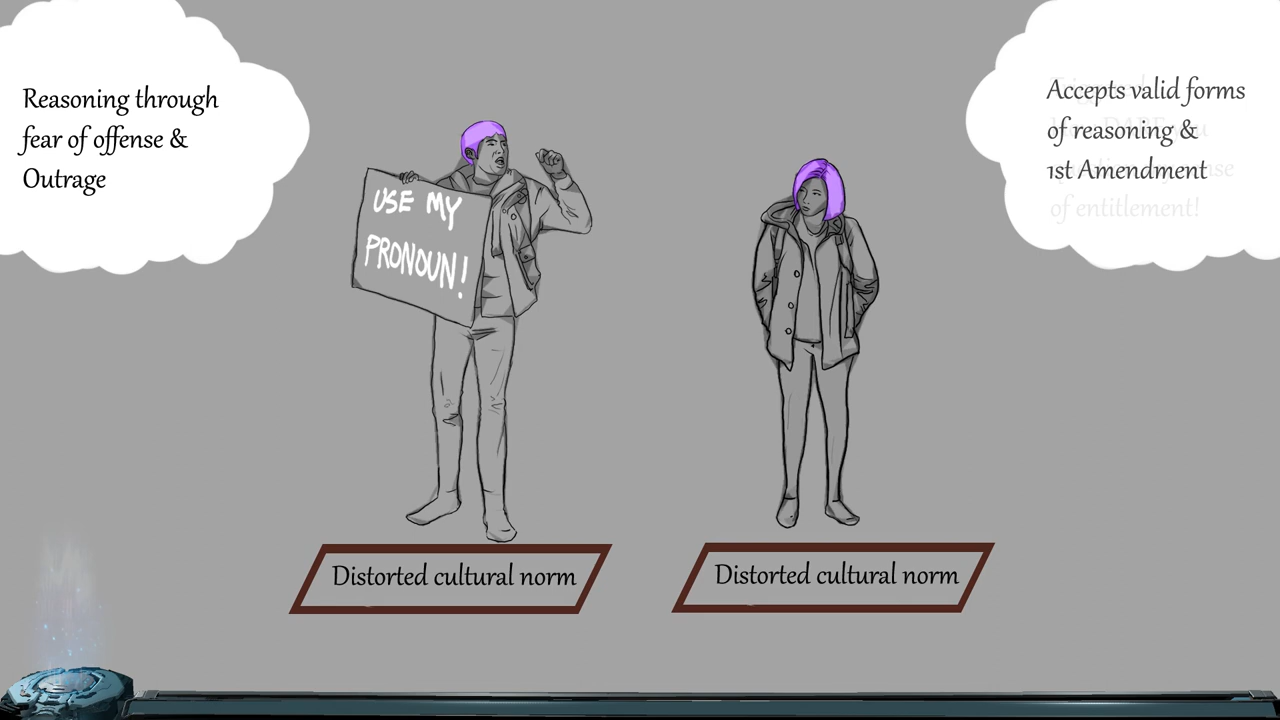 Reasoning through
fear of offense &
Outrage
Accepts valid forms
of reasoning &
1st Amendment
of entitlement!
USE MY
PRONOUN!
Distorted cultural norm
Distorted cultural norm